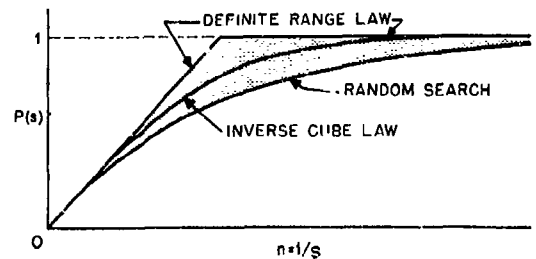 DEFINITE RANGE LAW
1
RANDOM SEARCH
P(s)
INVERSE CUBE LAW
0
n=1/S